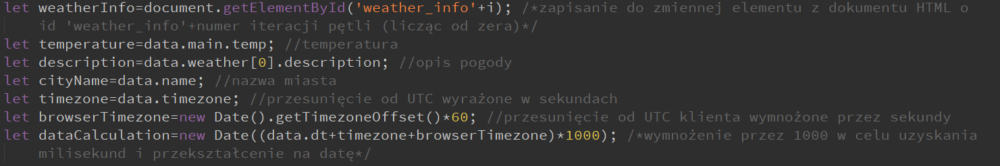 let weatherInfo=document.getElementById('weather_info'+i); /*zapisanie do zmiennej elementu z dokumentu HTML o
id 'weather_info'+numer iteracji pętli (licząc od zera)*/
let temperature=data.main.temp; //temperatura
let description=data.weather[0].description; //opis pogody
let cityName=data.name; //nazwa miasta
let timezone=data.timezone; //przesunięcie od UTC wyrażone w sekundach
let browserTimezone=new Date().getTimezoneOffset()*60; //przesunięcie od UTC klienta wymnożone przez sekundy
let dataCalculation=new Date((data.dt+timezone+browserTimezone)*1000); /*wymnożenie przez 1000 w celu uzyskania
milisekund i przekształcenie na datę*/